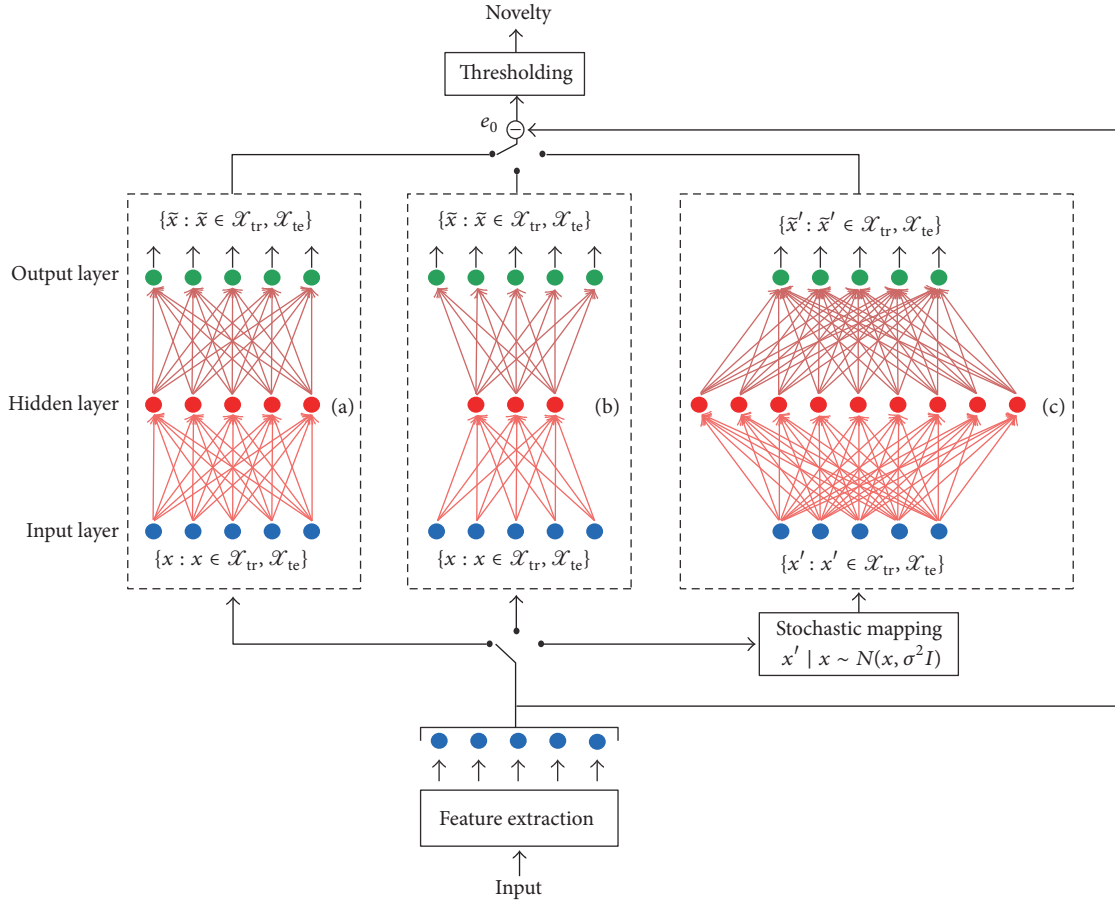 Novelty
Thresholding
e₀ −
{x̃ : x̃ ∈ 𝒳ₜᵣ, 𝒳ₜₑ}
{x̃ : x̃ ∈ 𝒳ₜᵣ, 𝒳ₜₑ}
{x̃′ : x̃′ ∈ 𝒳ₜᵣ, 𝒳ₜₑ}
Output layer
Hidden layer
(a)
(b)
(c)
Input layer
{x : x ∈ 𝒳ₜᵣ, 𝒳ₜₑ}
{x : x ∈ 𝒳ₜᵣ, 𝒳ₜₑ}
{x′ : x′ ∈ 𝒳ₜᵣ, 𝒳ₜₑ}
Stochastic mapping
x′ | x ~ N(x, σ²I)
Feature extraction
Input